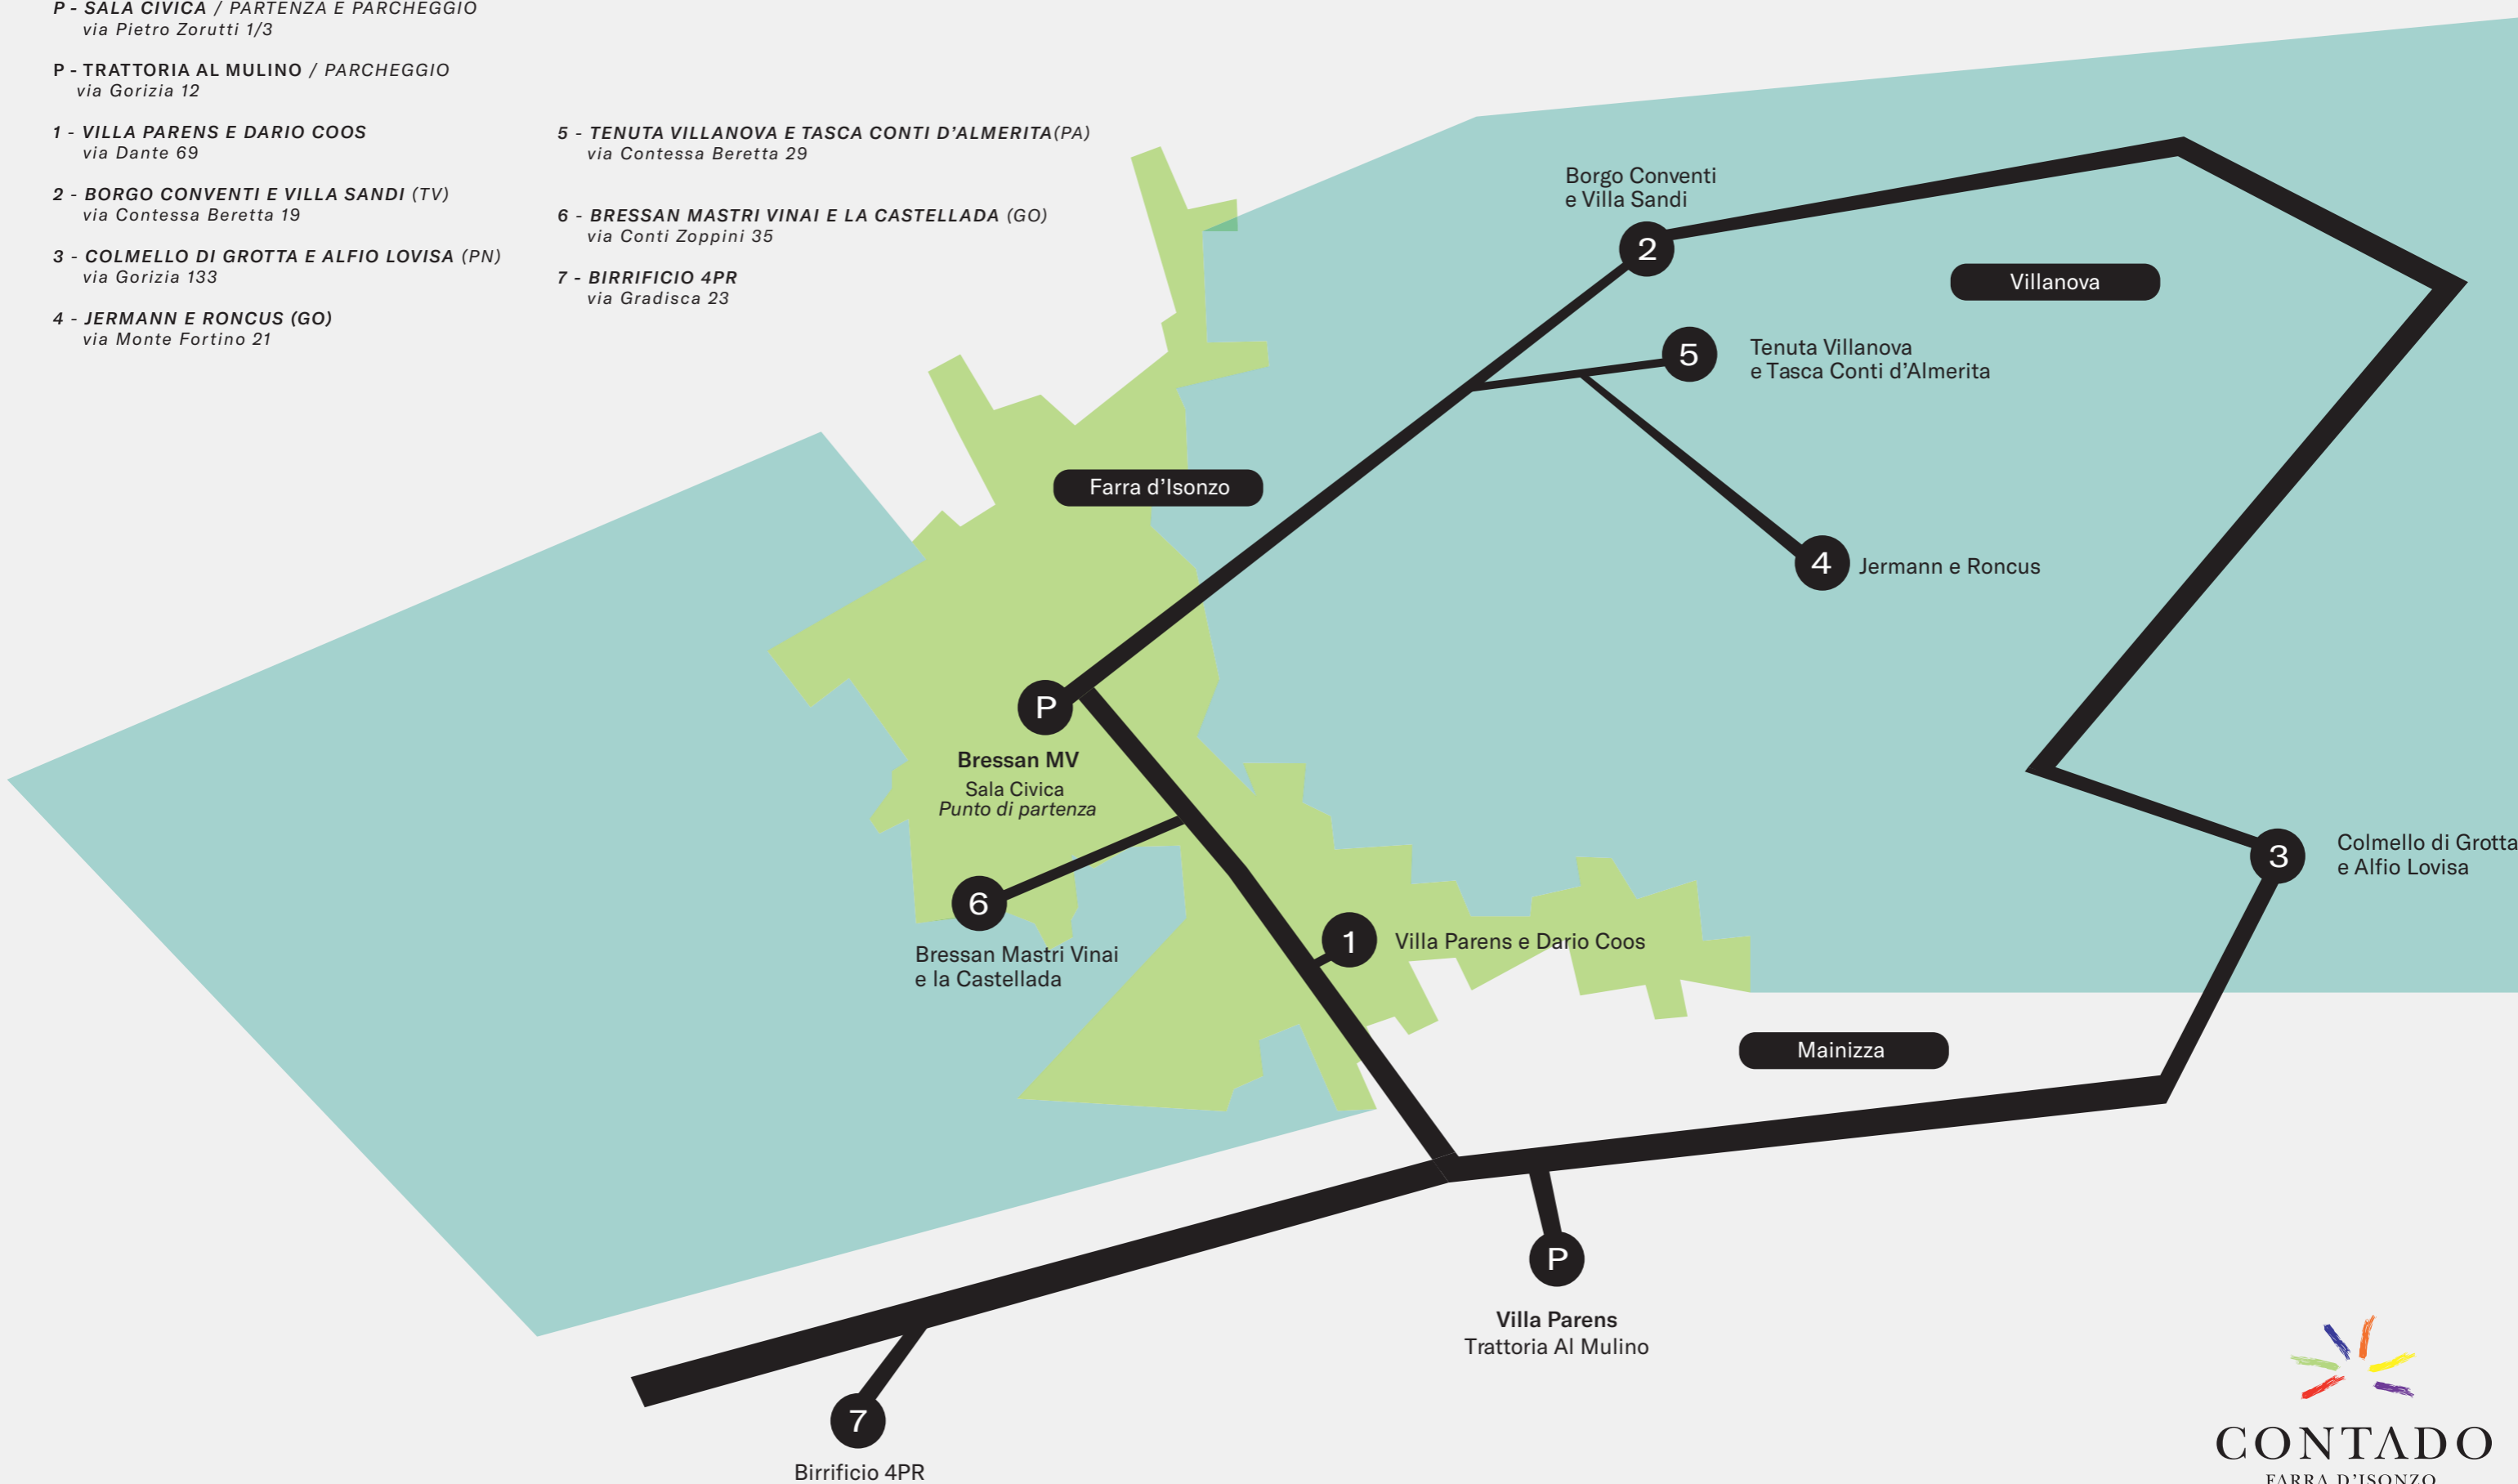 P - SALA CIVICA / PARTENZA E PARCHEGGIO
via Pietro Zorutti 1/3
P - TRATTORIA AL MULINO / PARCHEGGIO
via Gorizia 12
1 - VILLA PARENS E DARIO COOS
via Dante 69
2 - BORGO CONVENTI E VILLA SANDI (TV)
via Contessa Beretta 19
3 - COLMELLO DI GROTTA E ALFIO LOVISA (PN)
via Gorizia 133
4 - JERMANN E RONCUS (GO)
via Monte Fortino 21
5 - TENUTA VILLANOVA E TASCA CONTI D'ALMERITA(PA)
via Contessa Beretta 29
6 - BRESSAN MASTRI VINAI E LA CASTELLADA (GO)
via Conti Zoppini 35
7 - BIRRIFICIO 4PR
via Gradisca 23
Borgo Conventi
e Villa Sandi
2
Villanova
5
Tenuta Villanova
e Tasca Conti d'Almerita
Farra d'Isonzo
4
Jermann e Roncus
P
Bressan MV
Sala Civica
Punto di partenza
3
Colmello di Grotta
e Alfio Lovisa
6
Bressan Mastri Vinai
e la Castellada
1
Villa Parens e Dario Coos
Mainizza
P
Villa Parens
Trattoria Al Mulino
7
Birrificio 4PR
CONTADO
FARRA D'ISONZO